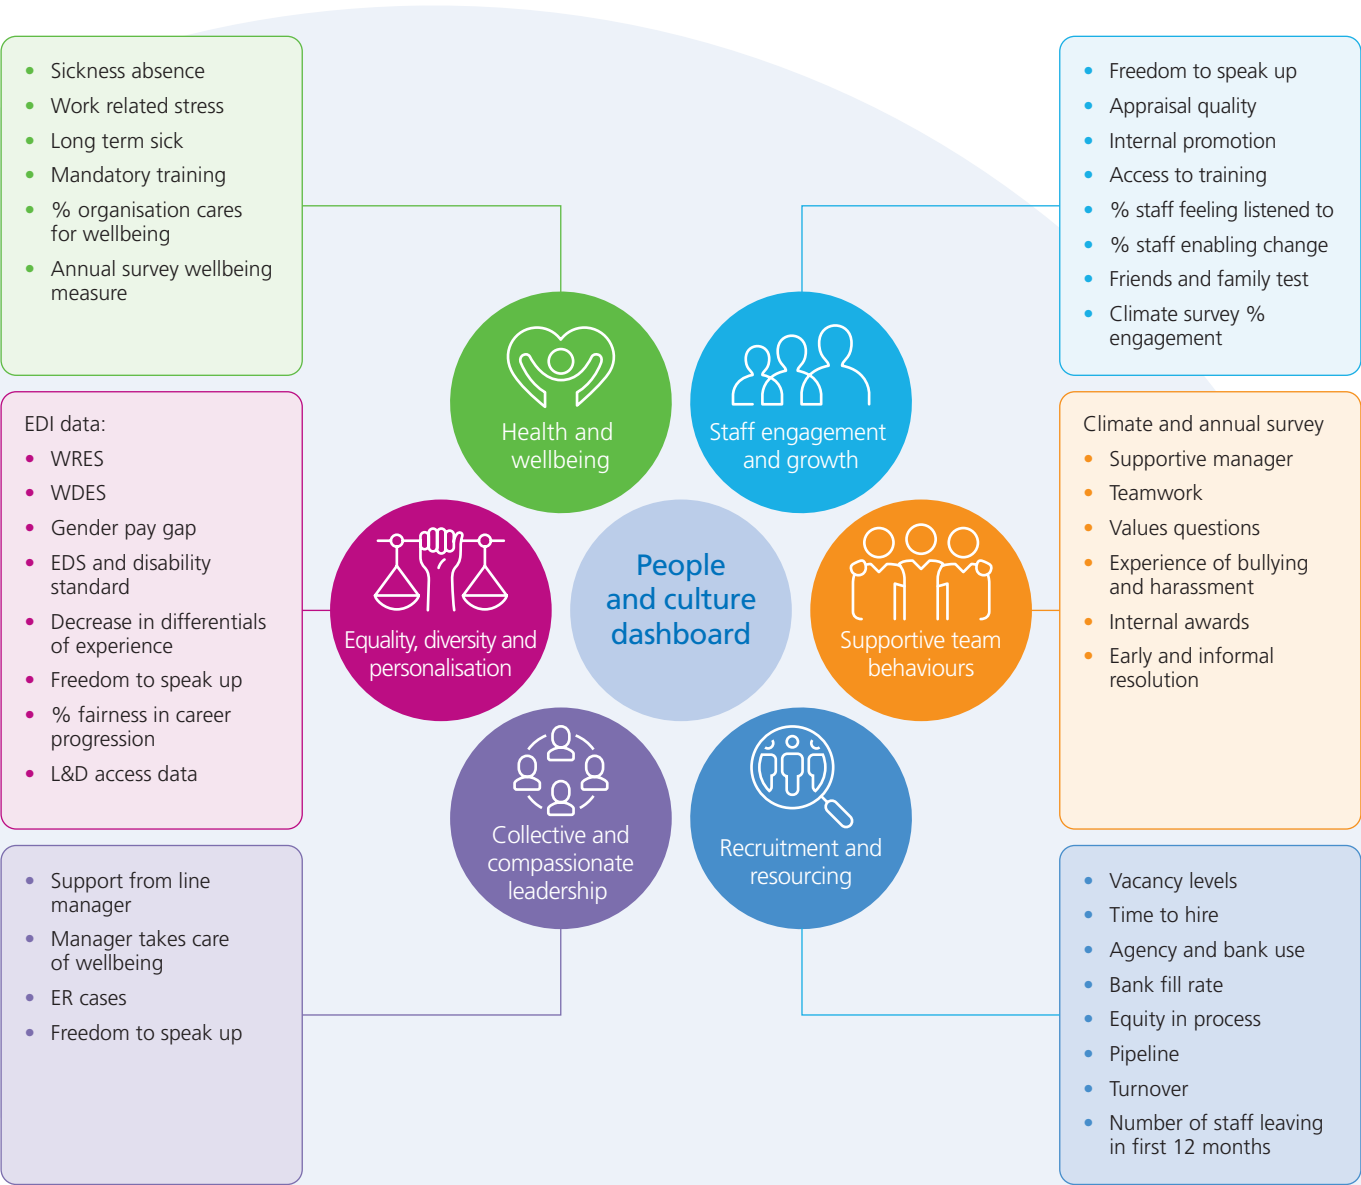 Sickness absence
Work related stress
Long term sick
Mandatory training
% organisation cares
for wellbeing
Annual survey wellbeing
measure
Freedom to speak up
Appraisal quality
Internal promotion
Access to training
% staff feeling listened to
% staff enabling change
Friends and family test
Climate survey %
engagement
Health and
wellbeing
Staff engagement
and growth
EDI data:
WRES
WDES
Gender pay gap
EDS and disability
standard
Decrease in differentials
of experience
Freedom to speak up
% fairness in career
progression
L&D access data
Equality, diversity and
personalisation
People
and culture
dashboard
Supportive team
behaviours
Climate and annual survey
Supportive manager
Teamwork
Values questions
Experience of bullying
and harassment
Internal awards
Early and informal
resolution
Collective and
compassionate
leadership
Recruitment and
resourcing
Support from line
manager
Manager takes care
of wellbeing
ER cases
Freedom to speak up
Vacancy levels
Time to hire
Agency and bank use
Bank fill rate
Equity in process
Pipeline
Turnover
Number of staff leaving
in first 12 months